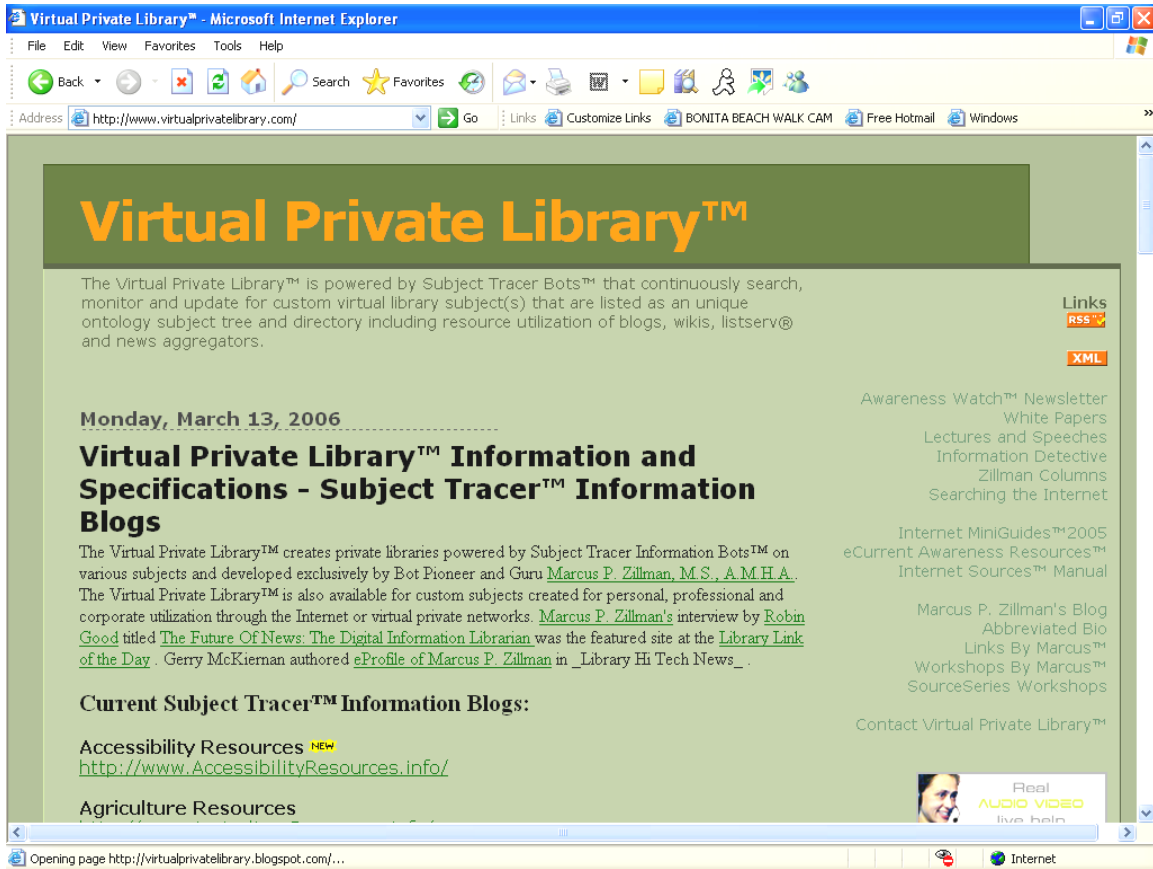 Virtual Private Library™ - Microsoft Internet Explorer
File Edit View Favorites Tools Help
Back Search Favorites
Address http://www.virtualprivatelibrary.com/ Go Links Customize Links BONITA BEACH WALK CAM Free Hotmail Windows »
Virtual Private Library™
The Virtual Private Library™ is powered by Subject Tracer Bots™ that continuously search,
monitor and update for custom virtual library subject(s) that are listed as an unique
ontology subject tree and directory including resource utilization of blogs, wikis, listserv®
and news aggregators.
Monday, March 13, 2006
Virtual Private Library™ Information and
Specifications - Subject Tracer™ Information
Blogs
The Virtual Private Library™ creates private libraries powered by Subject Tracer Information Bots™ on
various subjects and developed exclusively by Bot Pioneer and Guru Marcus P. Zillman, M.S., A.M.H.A..
The Virtual Private Library™ is also available for custom subjects created for personal, professional and
corporate utilization through the Internet or virtual private networks. Marcus P. Zillman's interview by Robin
Good titled The Future Of News: The Digital Information Librarian was the featured site at the Library Link
of the Day . Gerry McKiernan authored eProfile of Marcus P. Zillman in _Library Hi Tech News_ .
Current Subject Tracer™ Information Blogs:
Accessibility Resources NEW
http://www.AccessibilityResources.info/
Agriculture Resources
Links
RSS
XML
Awareness Watch™ Newsletter
White Papers
Lectures and Speeches
Information Detective
Zillman Columns
Searching the Internet
Internet MiniGuides™2005
eCurrent Awareness Resources™
Internet Sources™ Manual
Marcus P. Zillman's Blog
Abbreviated Bio
Links By Marcus™
Workshops By Marcus™
SourceSeries Workshops
Contact Virtual Private Library™
Real
AUDIO VIDEO
live help
Opening page http://virtualprivatelibrary.blogspot.com/... Internet